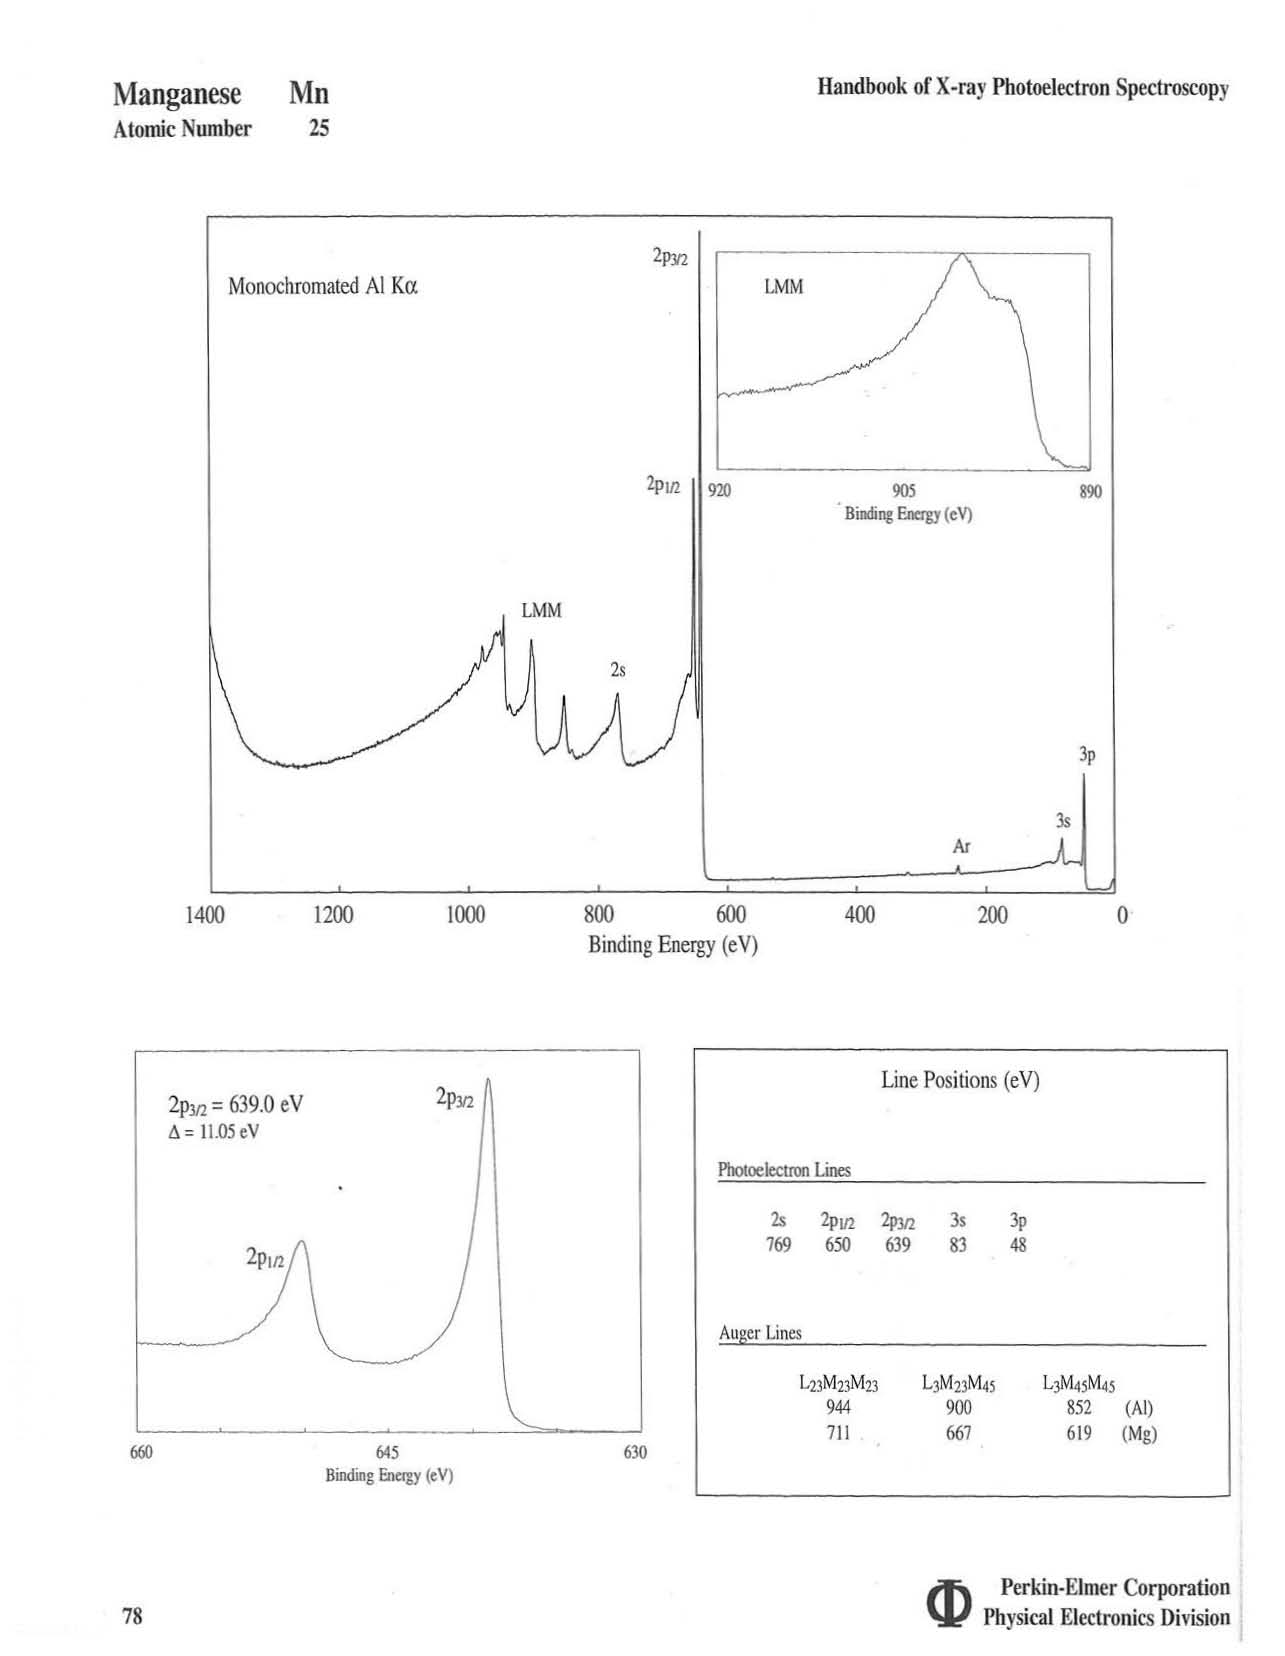 Manganese Mn
Atomic Number 25
Handbook of X-ray Photoelectron Spectroscopy
Monochromated Al Kα
2p3/2
LMM
2p1/2
920 905 890
Binding Energy (eV)
LMM
2s
3p
3s
Ar
1400 1200 1000 800 600 400 200 0
Binding Energy (eV)
2p3/2 = 639.0 eV
Δ = 11.05 eV
2p3/2
2p1/2
660 645 630
Binding Energy (eV)
Line Positions (eV)
Photoelectron Lines
2s 2p1/2 2p3/2 3s 3p
769 650 639 83 48
Auger Lines
L23M23M23 L3M23M45 L3M45M45
944 900 852 (Al)
711 667 619 (Mg)
78
Perkin-Elmer Corporation
Physical Electronics Division